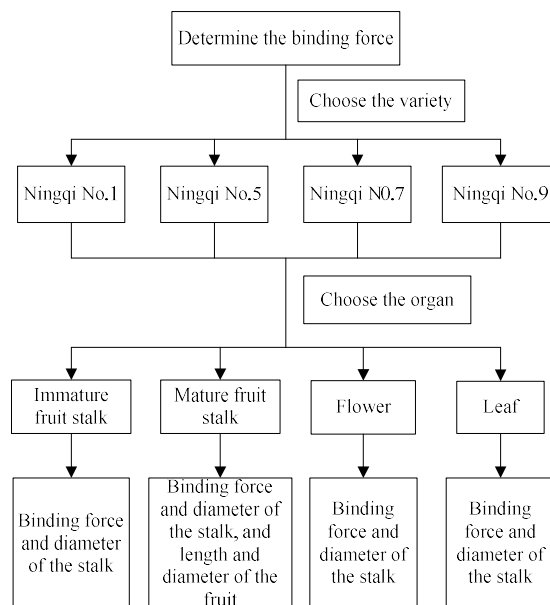 Determine the binding force
Choose the variety
Ningqi No.1
Ningqi No.5
Ningqi N0.7
Ningqi No.9
Choose the organ
Immature
fruit stalk
Mature fruit
stalk
Flower
Leaf
Binding force
and diameter
of the stalk
Binding force
and diameter of
the stalk, and
length and
diameter of the
fruit
Binding
force and
diameter of
the stalk
Binding
force and
diameter of
the stalk